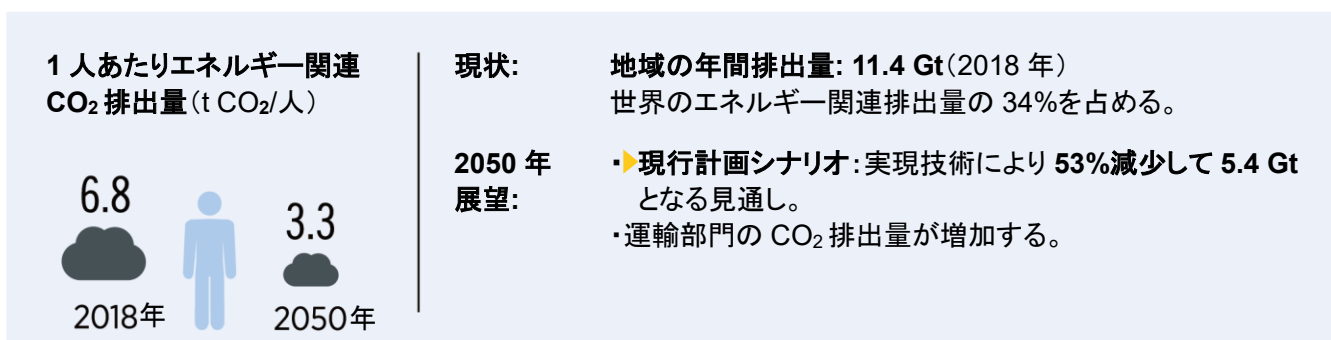 1 人あたりエネルギー関連
CO₂ 排出量（t CO₂/人）
6.8
3.3
2018年
2050年
現状: 地域の年間排出量: 11.4 Gt（2018 年）
世界のエネルギー関連排出量の 34%を占める。
2050 年
展望:
・現行計画シナリオ：実現技術により 53%減少して 5.4 Gt
となる見通し。
・運輸部門の CO₂ 排出量が増加する。